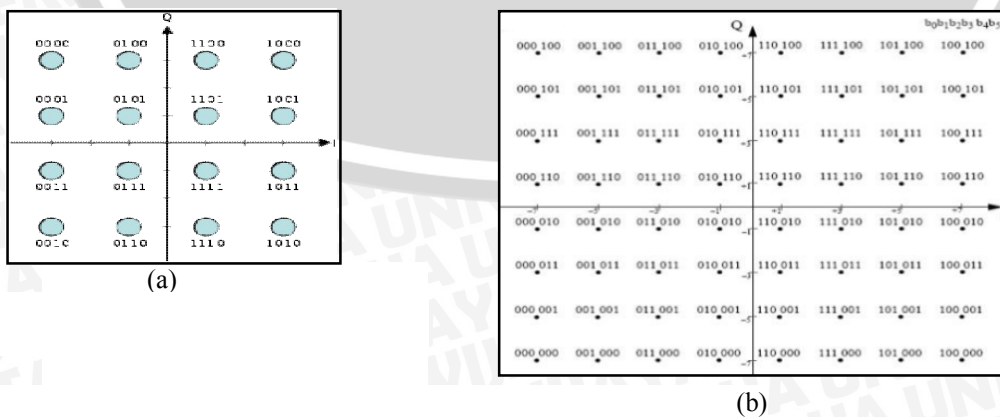 Q
0000 0100 1100 1000
0001 0101 1101 1001
I
0011 0111 1111 1011
0010 0110 1110 1010
(a)
Q
b0b1b2b3 b4b5
000 100 001 100 011 100 010 100 110 100 111 100 101 100 100 100
000 101 001 101 011 101 010 101 110 101 111 101 101 101 100 101
000 111 001 111 011 111 010 111 110 111 111 111 101 111 100 111
000 110 001 110 011 110 010 110 110 110 111 110 101 110 100 110
000 010 001 010 011 010 010 010 110 010 111 010 101 010 100 010
000 011 001 011 011 011 010 011 110 011 111 011 101 011 100 011
000 001 001 001 011 001 010 001 110 001 111 001 101 001 100 001
000 000 001 000 011 000 010 000 110 000 111 000 101 000 100 000
(b)